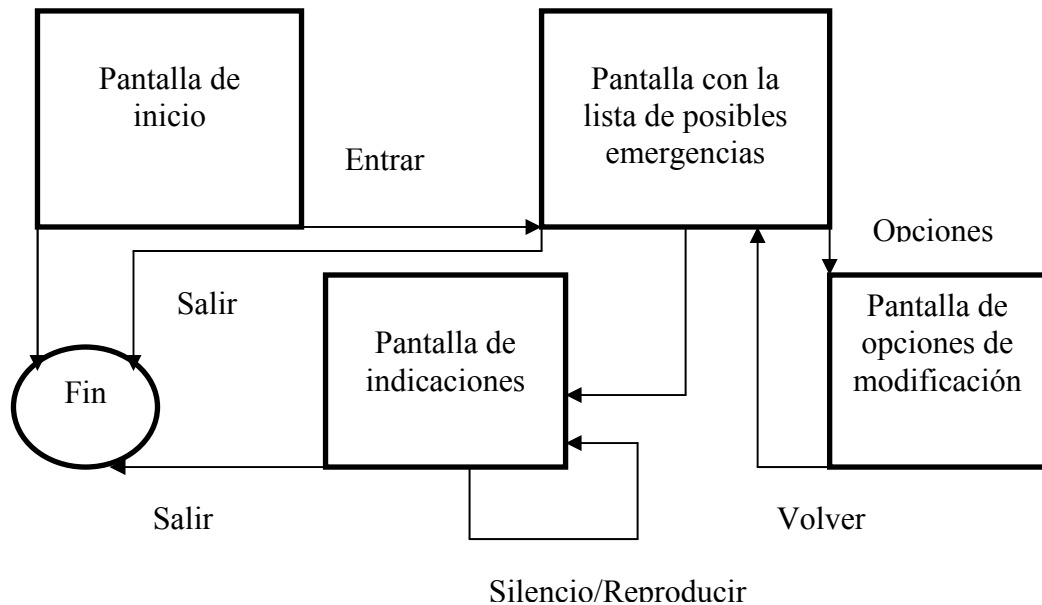 Pantalla de
inicio
Pantalla con la
lista de posibles
emergencias
Entrar
Opciones
Salir
Pantalla de
indicaciones
Pantalla de
opciones de
modificación
Fin
Salir
Volver
Silencio/Reproducir